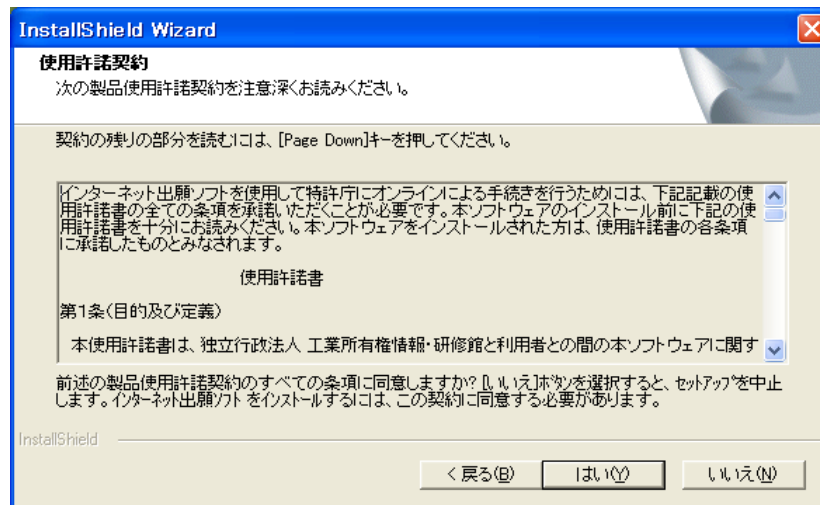 InstallShield Wizard
使用許諾契約
次の製品使用許諾契約を注意深くお読みください。
契約の残りの部分を読むには、[Page Down]キーを押してください。
インターネット出願ソフトを使用して特許庁にオンラインによる手続きを行うためには、下記記載の使
用許諾書の全ての条項を承諾いただくことが必要です。本ソフトウェアのインストール前に下記の使
用許諾書を十分にお読みください。本ソフトウェアをインストールされた方は、使用許諾書の各条項
に承諾したものとみなされます。
使用許諾書
第1条(目的及び定義)
本使用許諾書は、独立行政法人 工業所有権情報・研修館と利用者との間の本ソフトウェアに関す
前述の製品使用許諾契約のすべての条項に同意しますか? [いいえ]ボタンを選択すると、セットアップを中止
します。インターネット出願ソフト をインストールするには、この契約に同意する必要があります。
InstallShield
< 戻る(B)
はい(Y)
いいえ(N)